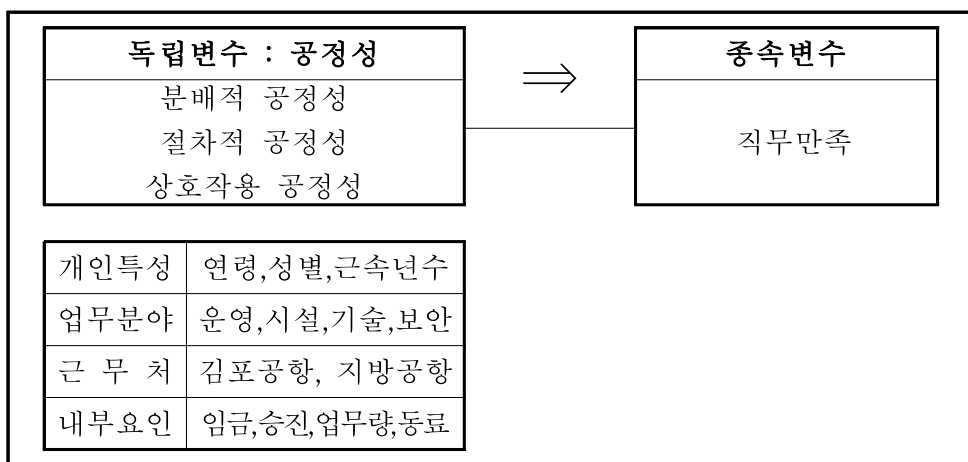 독립변수 : 공정성
분배적 공정성
절차적 공정성
상호작용 공정성
⇒
종속변수
직무만족
개인특성 연령,성별,근속년수
업무분야 운영,시설,기술,보안
근 무 처 김포공항, 지방공항
내부요인 임금,승진,업무량,동료